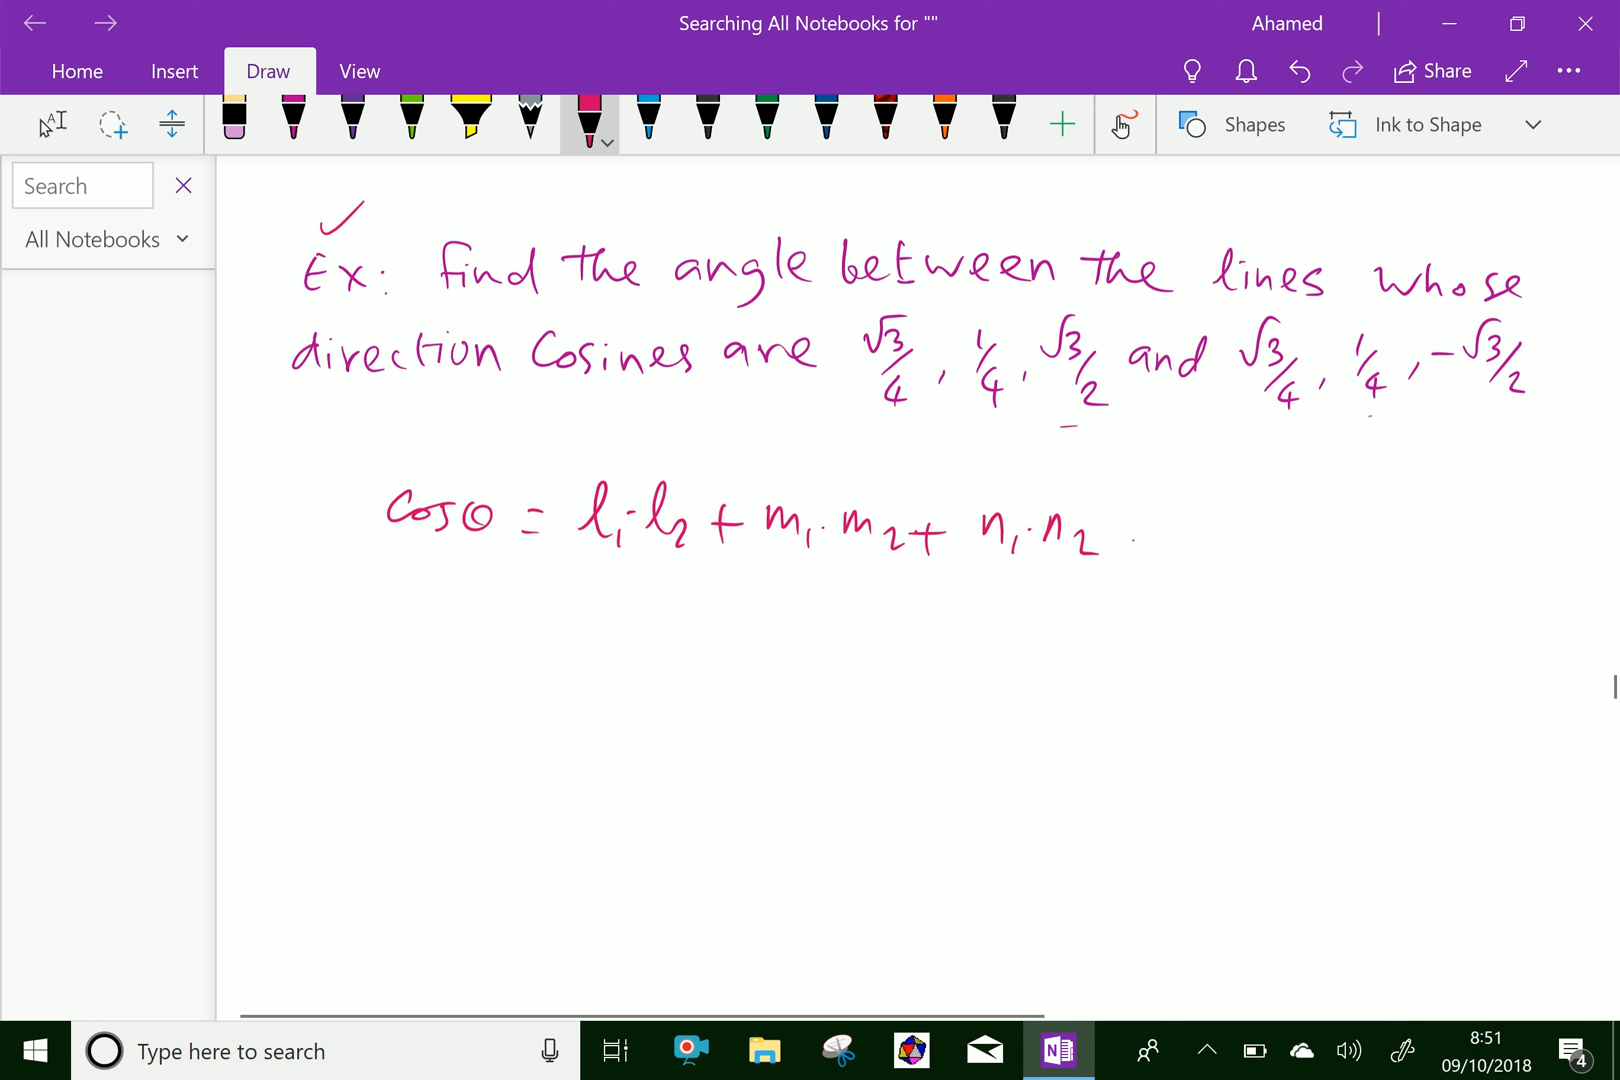 Searching All Notebooks for ""
Ahamed
Home Insert Draw View
Share
Shapes
Ink to Shape
Search
All Notebooks
Ex: Find the angle between the lines whose
direction Cosines are √3/4, 1/4, √3/2 and √3/4, 1/4, -√3/2
Cosθ = l₁·l₂ + m₁·m₂ + n₁·n₂
Type here to search
8:51
09/10/2018
4